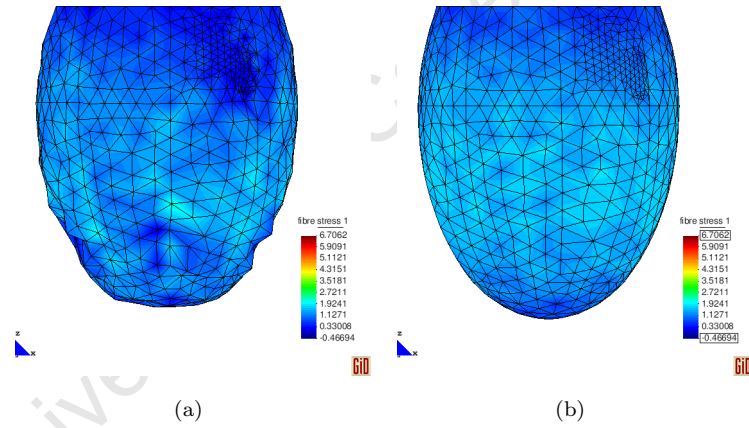 fibre stress 1
6.7062
5.9091
5.1121
4.3151
3.5181
2.7211
1.9241
1.1271
0.33008
-0.46694
z
x
GiD
(a)
fibre stress 1
6.7062
5.9091
5.1121
4.3151
3.5181
2.7211
1.9241
1.1271
0.33008
-0.46694
z
x
GiD
(b)